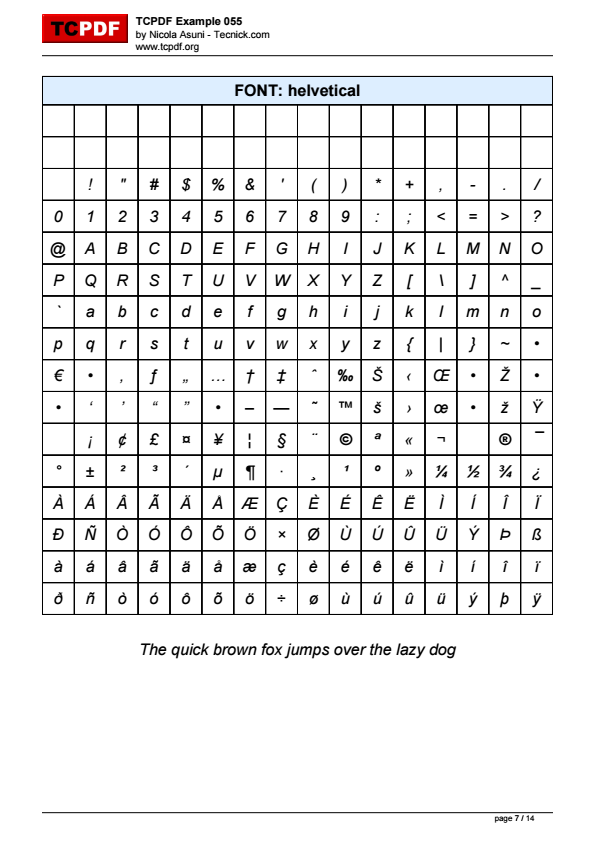 TCPDF
TCPDF Example 055
by Nicola Asuni - Tecnick.com
www.tcpdf.org
FONT: helvetical
! " # $ % & ' ( ) * + , - . /
0 1 2 3 4 5 6 7 8 9 : ; < = > ?
@ A B C D E F G H I J K L M N O
P Q R S T U V W X Y Z [ \ ] ^ _
` a b c d e f g h i j k l m n o
p q r s t u v w x y z { | } ~ •
€ • ‚ ƒ „ … † ‡ ˆ ‰ Š ‹ Œ • Ž •
• ‘ ’ “ ” • – — ˜ ™ š › œ • ž Ÿ
¡ ¢ £ ¤ ¥ ¦ § ¨ © ª « ¬ ® ¯
° ± ² ³ ´ µ ¶ · ¸ ¹ º » ¼ ½ ¾ ¿
À Á Â Ã Ä Å Æ Ç È É Ê Ë Ì Í Î Ï
Ð Ñ Ò Ó Ô Õ Ö × Ø Ù Ú Û Ü Ý Þ ß
à á â ã ä å æ ç è é ê ë ì í î ï
ð ñ ò ó ô õ ö ÷ ø ù ú û ü ý þ ÿ
The quick brown fox jumps over the lazy dog
page 7 / 14